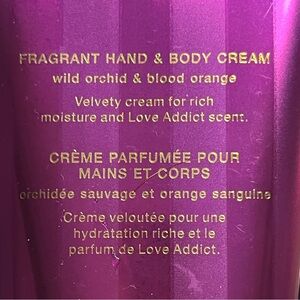 FRAGRANT HAND & BODY CREAM
wild orchid & blood orange
Velvety cream for rich
moisture and Love Addict scent.
CRÈME PARFUMÉE POUR
MAINS ET CORPS
orchidée sauvage et orange sanguine
Crème veloutée pour une
hydratation riche et le
parfum de Love Addict.